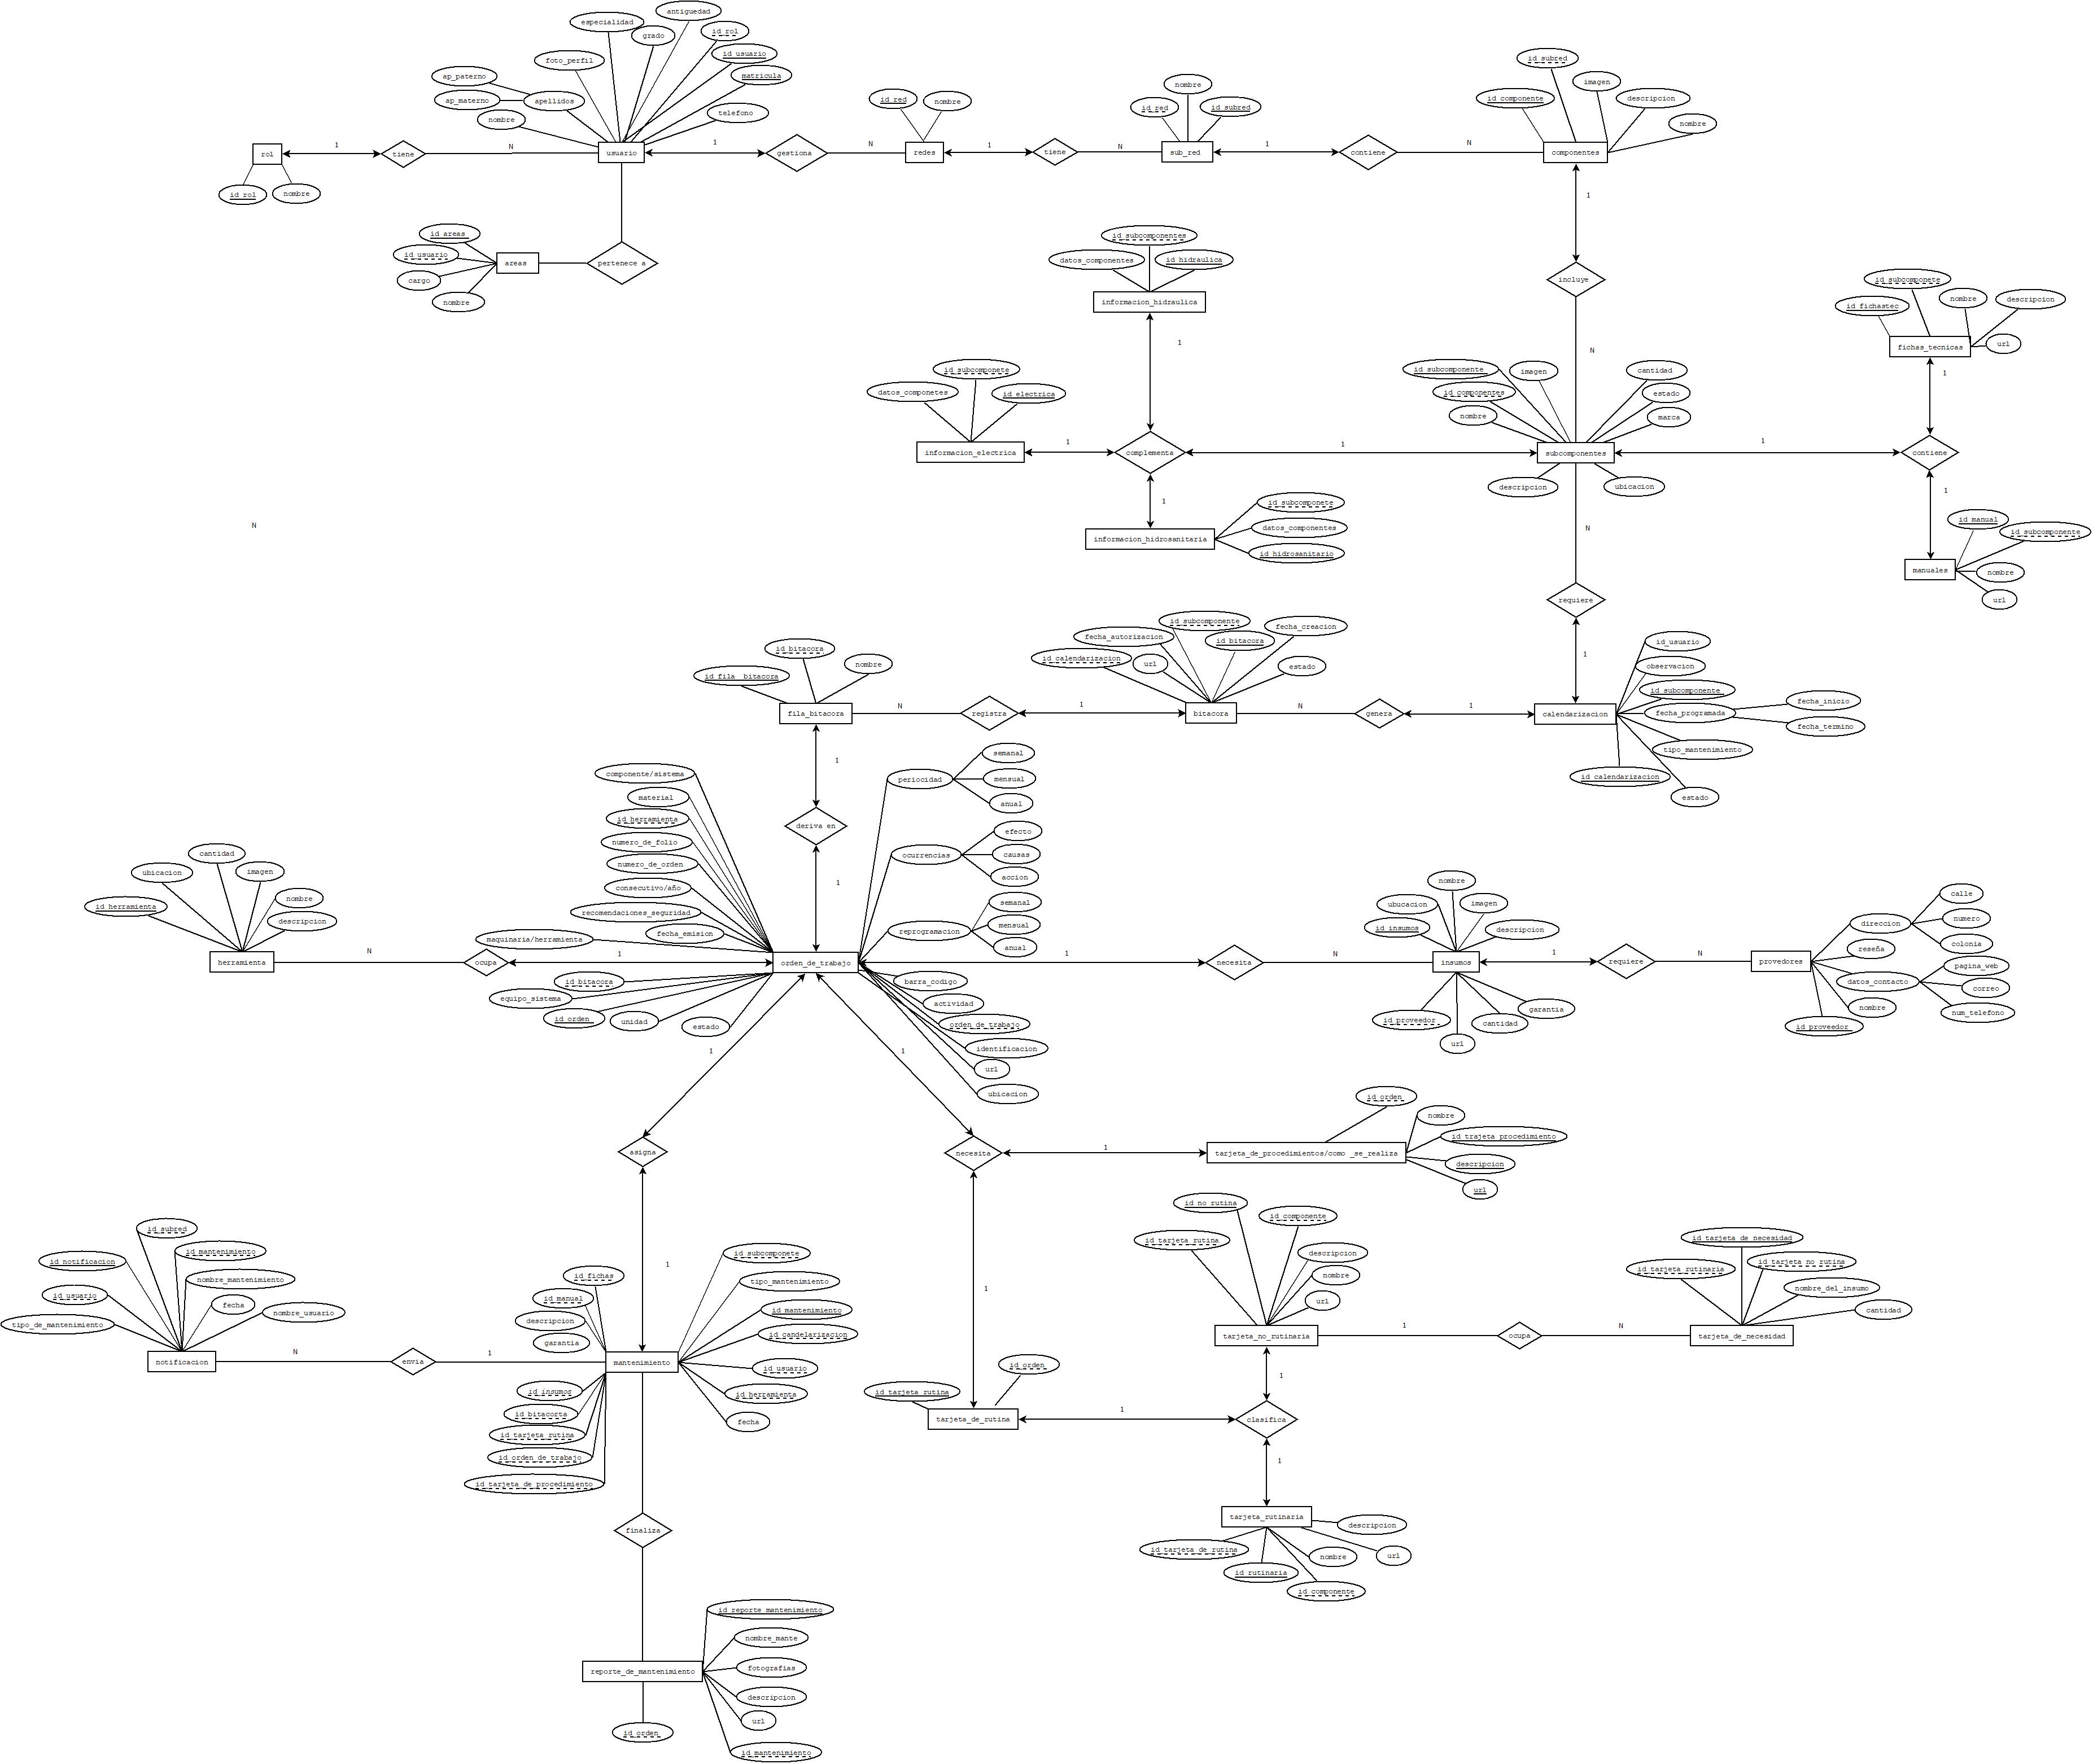 antiguedad
especialidad
id_rol
grado
id_usuario
foto_perfil
matricula
ap_paterno
ap_materno
apellidos
nombre
telefono
rol
1
tiene
N
usuario
1
gestiona
N
redes
id_red
nombre
1
tiene
N
sub_red
nombre
id_red
id_subred
1
contiene
N
componentes
id_subred
imagen
id_componente
descripcion
nombre
id_rol
nombre
id_areas
id_usuario
areas
cargo
nombre
pertenece a
1
incluye
N
id_subcomponentes
datos_componentes
id_hidraulica
informacion_hidraulica
1
id_subcomponete
datos_componetes
id_electrica
informacion_electrica
1
complementa
1
1
informacion_hidrosanitaria
id_subcomponete
datos_componentes
id_hidrosanitario
id_subcomponente
imagen
cantidad
id_componentes
estado
nombre
marca
subcomponentes
descripcion
ubicacion
1
contiene
id_subcomponete
id_fichastec
nombre
descripcion
fichas_tecnicas
url
1
1
id_manual
id_subcomponente
manuales
nombre
url
N
N
requiere
1
id_usuario
observacion
id_subcomponente
fecha_programada
fecha_inicio
fecha_termino
calendarizacion
tipo_mantenimiento
id_calendarizacion
estado
1
genera
N
bitacora
id_subcomponente
fecha_autorizacion
id_bitacora
fecha_creacion
id_calendarizacion
url
estado
1
registra
N
fila_bitacora
id_bitacora
id_fila_ bitacora
nombre
1
deriva en
1
componente/sistema
material
id_herramienta
numero_de_folio
numero_de_orden
consecutivo/año
recomendaciones_seguridad
fecha_emision
maquinaria/herramienta
orden_de_trabajo
id_bitacora
equipo_sistema
id_orden_
unidad
estado
periocidad
semanal
mensual
anual
ocurrencias
efecto
causas
accion
reprogramacion
semanal
mensual
anual
barra_codigo
actividad
orden_de_trabajo
identificacion
url
ubicacion
cantidad
ubicacion
imagen
id_herramienta
nombre
descripcion
herramienta
N
ocupa
1
1
necesita
N
insumos
nombre
ubucacion
imagen
id_insumos
descripcion
id_proveedor_
url
cantidad
garantia
1
requiere
N
provedores
direccion
calle
numero
colonia
reseña
datos_contacto
pagina_web
correo
num_telefono
nombre
id_proveedor_
1
asigna
1
1
necesita
1
tarjeta_de_procedimientos/como _se_realiza
id_orden
nombre
id_trajeta_procedimiento
descripcion
url
1
id_subred
id_notificacion
id_mantenimiento
nombre_mantenimiento
id_usuario
fecha
nombre_usuario
tipo_de_mantenimiento
notificacion
N
envia
1
mantenimiento
id_fichas
id_manual
descripcion
garantia
id_insumos
id_bitacorta
id_tarjeta_rutina
id_orden_de_trabajo
id_tarjeta_de_procedimiento
id_subcomponete
tipo_mantenimiento
id_mantenimiento
id_candelarizacion
id_usuario
id_herramienta
fecha
id_tarjeta_rutina
id_orden_
tarjeta_de_rutina
1
clasifica
1
id_no_rutina
id_componente
id_tarjeta_rutina
descripcion
nombre
url
tarjeta_no_rutinaria
1
ocupa
N
tarjeta_de_necesidad
id_tarjeta_de_necesidad
id_tarjeta_no_rutina
id_tarjeta_rutinaria
nombre_del_insumo
cantidad
1
tarjeta_rutinaria
descripcion
id_tarjeta_de_rutina
nombre
url
id_rutinaria
id_componente
finaliza
reporte_de_mantenimiento
id_reporte_mantenimiento
nombre_mante
fotografias
descripcion
url
id_orden_
id_mantenimiento